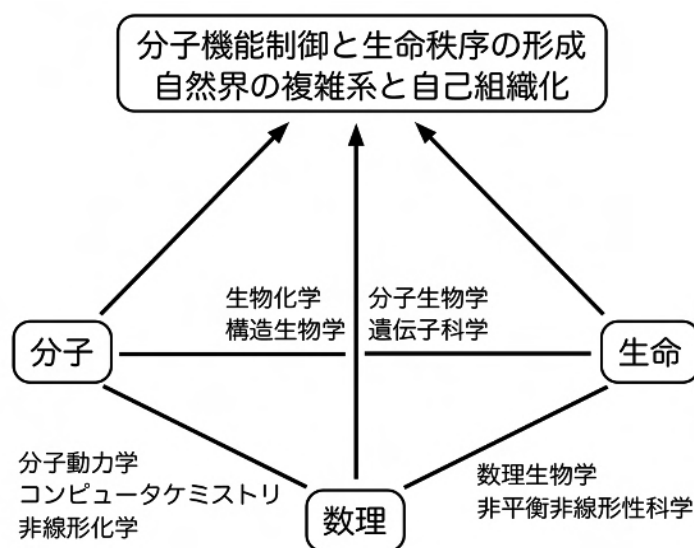 分子機能制御と生命秩序の形成
自然界の複雑系と自己組織化
生物化学
構造生物学
分子生物学
遺伝子科学
分子
生命
分子動力学
コンピュータケミストリ
非線形化学
数理
数理生物学
非平衡非線形性科学